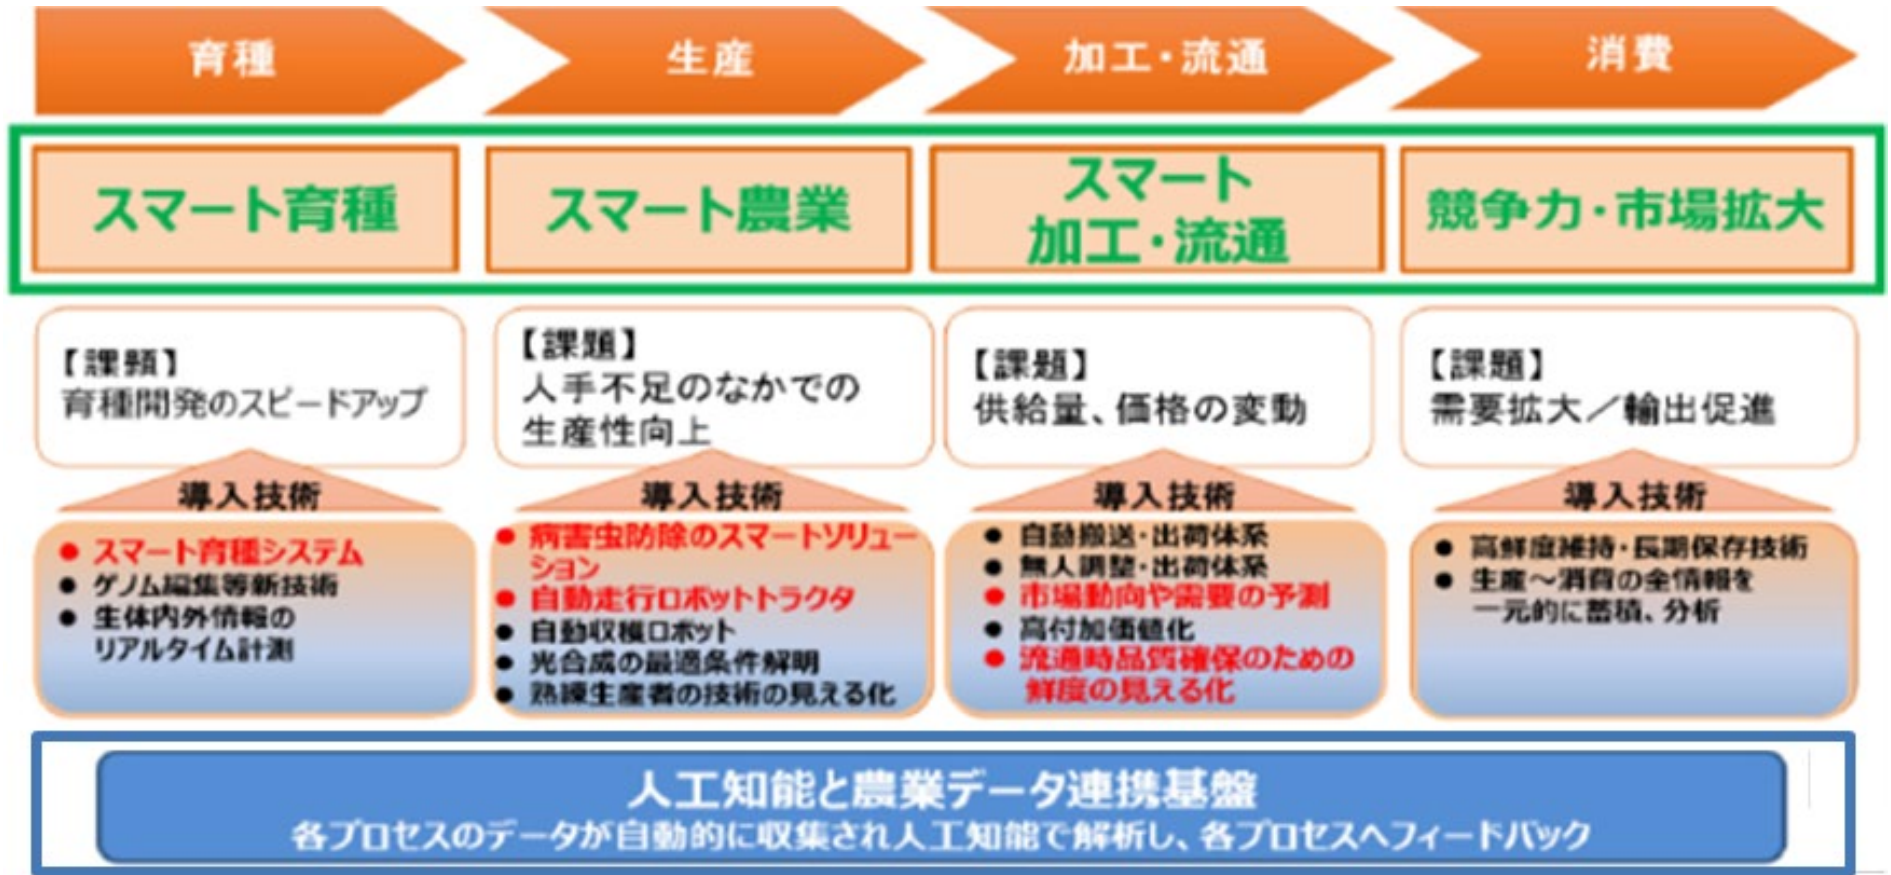 育種
生産
加工・流通
消費
スマート育種
スマート農業
スマート
加工・流通
競争力・市場拡大
【課題】
育種開発のスピードアップ
【課題】
人手不足のなかでの
生産性向上
【課題】
供給量、価格の変動
【課題】
需要拡大／輸出促進
導入技術
● スマート育種システム
● ゲノム編集等新技術
● 生体内外情報の
リアルタイム計測
導入技術
● 病害虫防除のスマートソリュー
ション
● 自動走行ロボットトラクタ
● 自動収穫ロボット
● 光合成の最適条件解明
● 熟練生産者の技術の見える化
導入技術
● 自動搬送・出荷体系
● 無人調整・出荷体系
● 市場動向や需要の予測
● 高付加価値化
● 流通時品質確保のための
鮮度の見える化
導入技術
● 高鮮度維持・長期保存技術
● 生産～消費の全情報を
一元的に蓄積、分析
人工知能と農業データ連携基盤
各プロセスのデータが自動的に収集され人工知能で解析し、各プロセスへフィードバック